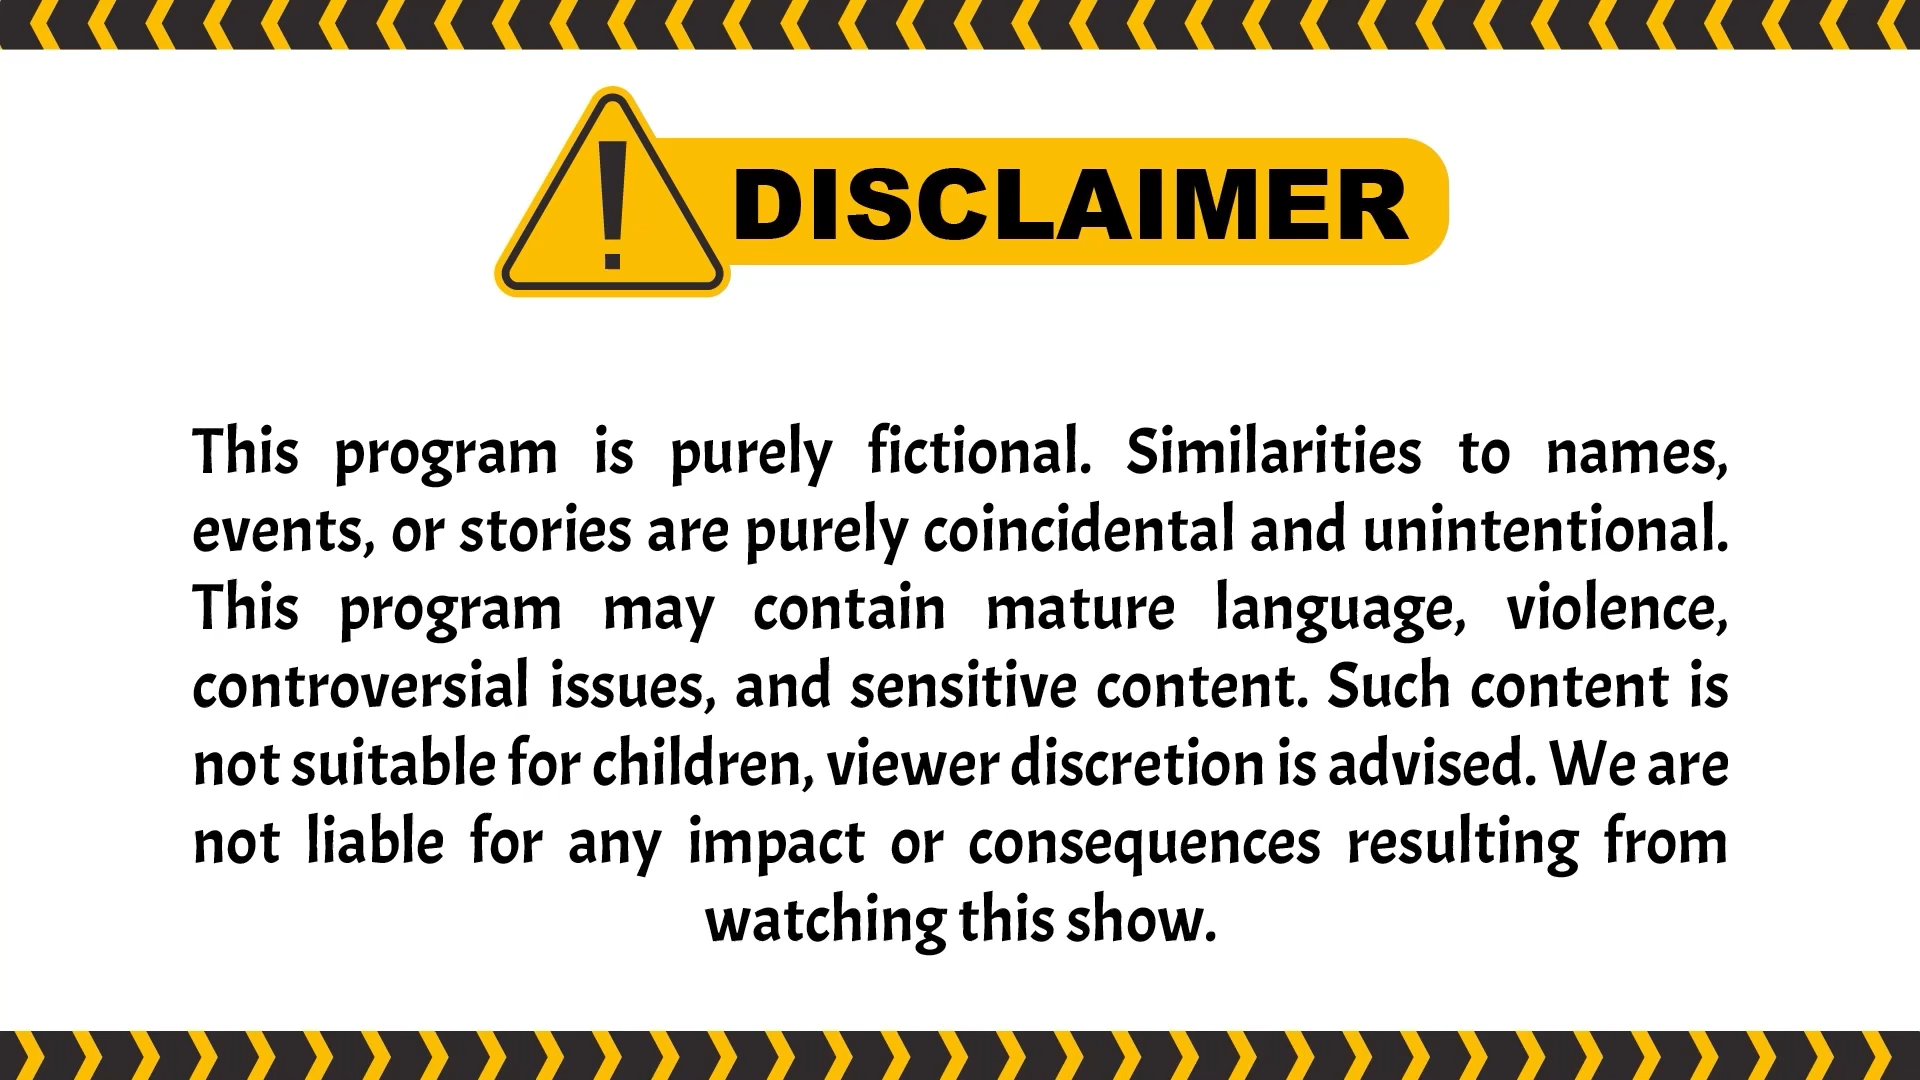 DISCLAIMER
This program is purely fictional. Similarities to names,
events, or stories are purely coincidental and unintentional.
This program may contain mature language, violence,
controversial issues, and sensitive content. Such content is
not suitable for children, viewer discretion is advised. We are
not liable for any impact or consequences resulting from
watching this show.